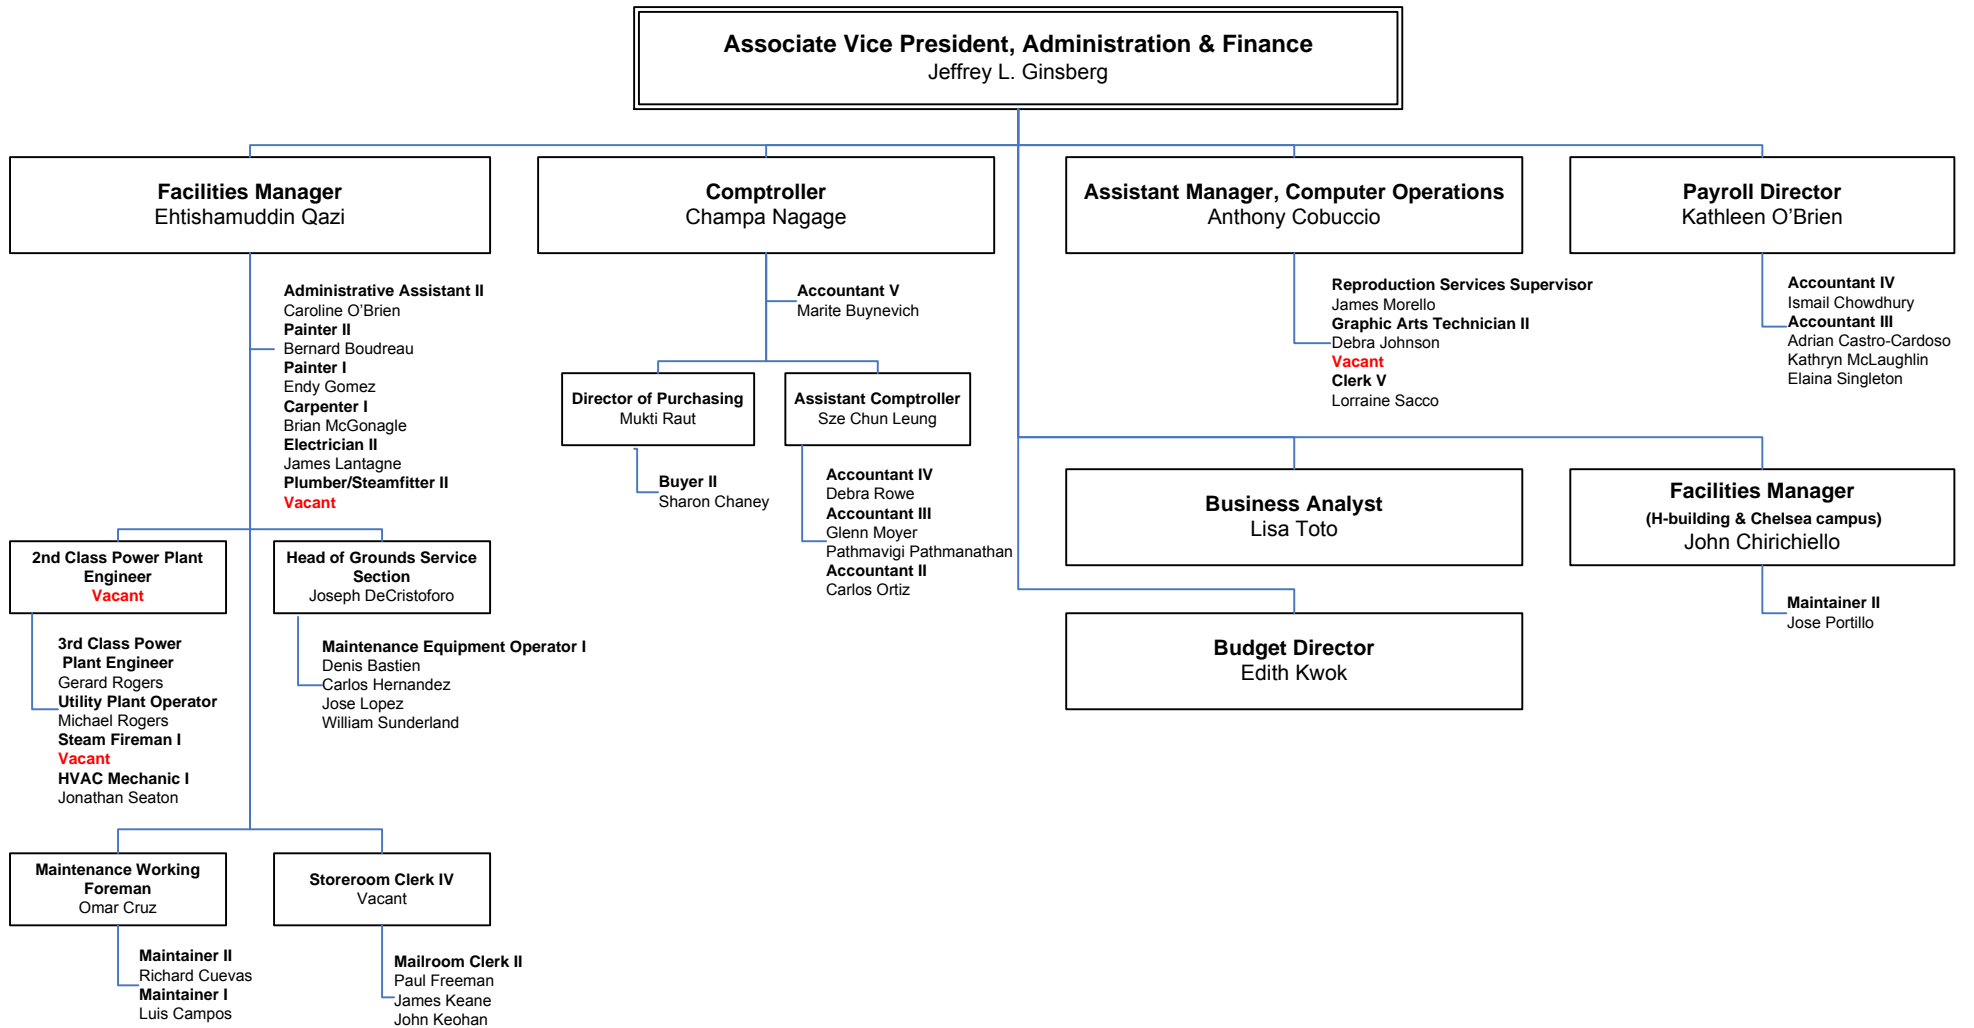 Associate Vice President, Administration & Finance
Jeffrey L. Ginsberg
Facilities Manager
Ehtishamuddin Qazi
Comptroller
Champa Nagage
Assistant Manager, Computer Operations
Anthony Cobuccio
Payroll Director
Kathleen O’Brien
Administrative Assistant II
Caroline O’Brien
Painter II
Bernard Boudreau
Painter I
Endy Gomez
Carpenter I
Brian McGonagle
Electrician II
James Lantagne
Plumber/Steamfitter II
Vacant
Accountant V
Marite Buynevich
Director of Purchasing
Mukti Raut
Assistant Comptroller
Sze Chun Leung
Buyer II
Sharon Chaney
Accountant IV
Debra Rowe
Accountant III
Glenn Moyer
Pathmavigi Pathmanathan
Accountant II
Carlos Ortiz
Reproduction Services Supervisor
James Morello
Graphic Arts Technician II
Debra Johnson
Vacant
Clerk V
Lorraine Sacco
Accountant IV
Ismail Chowdhury
Accountant III
Adrian Castro-Cardoso
Kathryn McLaughlin
Elaina Singleton
Business Analyst
Lisa Toto
Facilities Manager
(H-building & Chelsea campus)
John Chirichiello
Maintainer II
Jose Portillo
Budget Director
Edith Kwok
2nd Class Power Plant
Engineer
Vacant
Head of Grounds Service
Section
Joseph DeCristoforo
3rd Class Power
Plant Engineer
Gerard Rogers
Utility Plant Operator
Michael Rogers
Steam Fireman I
Vacant
HVAC Mechanic I
Jonathan Seaton
Maintenance Equipment Operator I
Denis Bastien
Carlos Hernandez
Jose Lopez
William Sunderland
Maintenance Working
Foreman
Omar Cruz
Storeroom Clerk IV
Vacant
Maintainer II
Richard Cuevas
Maintainer I
Luis Campos
Mailroom Clerk II
Paul Freeman
James Keane
John Keohan